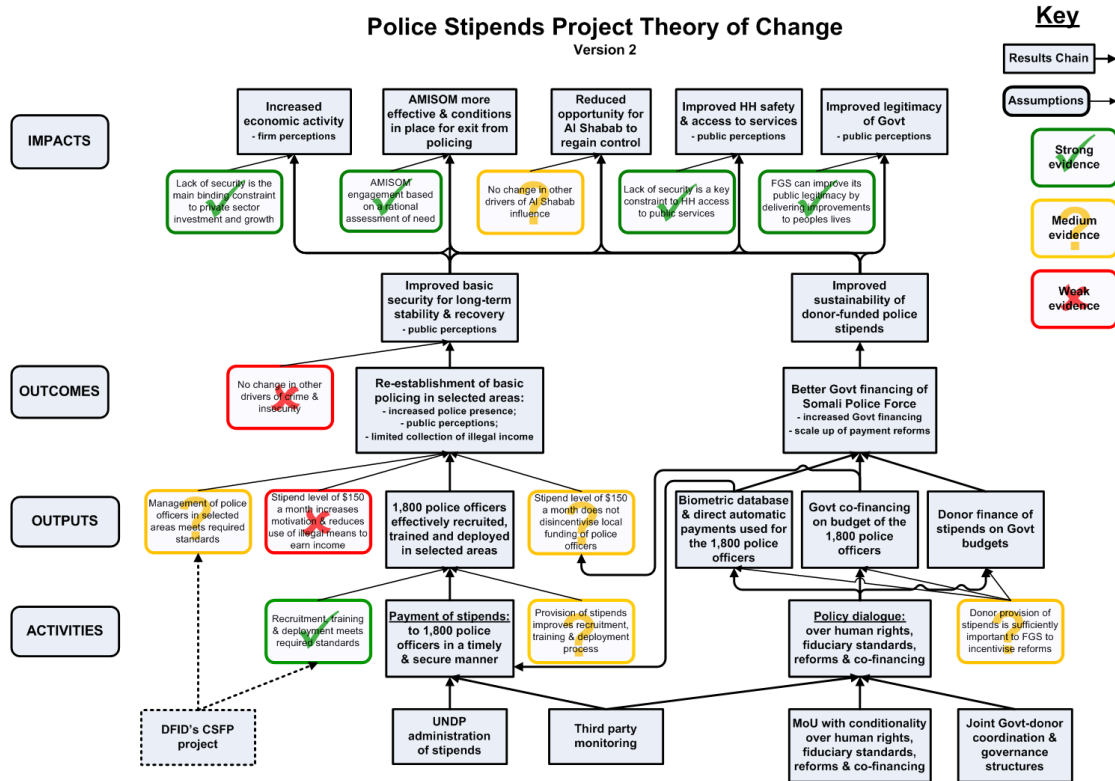 Police Stipends Project Theory of Change
Version 2
Key
Results Chain
Assumptions
Strong
evidence
Medium
evidence
Weak
evidence
IMPACTS
Increased
economic activity
- firm perceptions
AMISOM more
effective & conditions
in place for exit from
policing
Reduced
opportunity for
Al Shabab to
regain control
Improved HH safety
& access to services
- public perceptions
Improved legitimacy
of Govt
- public perceptions
Lack of security is the
main binding constraint
to private sector
investment and growth
AMISOM
engagement based
on a rational
assessment of need
No change in other
drivers of Al Shabab
influence
Lack of security is a key
constraint to HH access
to public services
FGS can improve its
public legitimacy by
delivering improvements
to peoples lives
Improved basic
security for long-term
stability & recovery
- public perceptions
Improved
sustainability of
donor-funded police
stipends
OUTCOMES
No change in other
drivers of crime &
insecurity
Re-establishment of basic
policing in selected areas:
- increased police presence;
- public perceptions;
- limited collection of illegal income
Better Govt financing of
Somali Police Force
- increased Govt financing
- scale up of payment reforms
OUTPUTS
Management of police
officers in selected
areas meets required
standards
Stipend level of $150
a month increases
motivation & reduces
use of illegal means to
earn income
1,800 police officers
effectively recruited,
trained and deployed
in selected areas
Stipend level of $150
a month does not
disincentivise local
funding of police
officers
Biometric database
& direct automatic
payments used for
the 1,800 police
officers
Govt co-financing
on budget of the
1,800 police
officers
Donor finance of
stipends on Govt
budgets
ACTIVITIES
Recruitment, training
& deployment meets
required standards
Payment of stipends:
to 1,800 police
officers in a timely
& secure manner
Provision of stipends
improves recruitment,
training & deployment
process
Policy dialogue:
over human rights,
fiduciary standards,
reforms & co-financing
Donor provision of
stipends is sufficiently
important to FGS to
incentivise reforms
DFID's CSFP
project
UNDP
administration
of stipends
Third party
monitoring
MoU with conditionality
over human rights,
fiduciary standards,
reforms & co-financing
Joint Govt-donor
coordination &
governance
structures